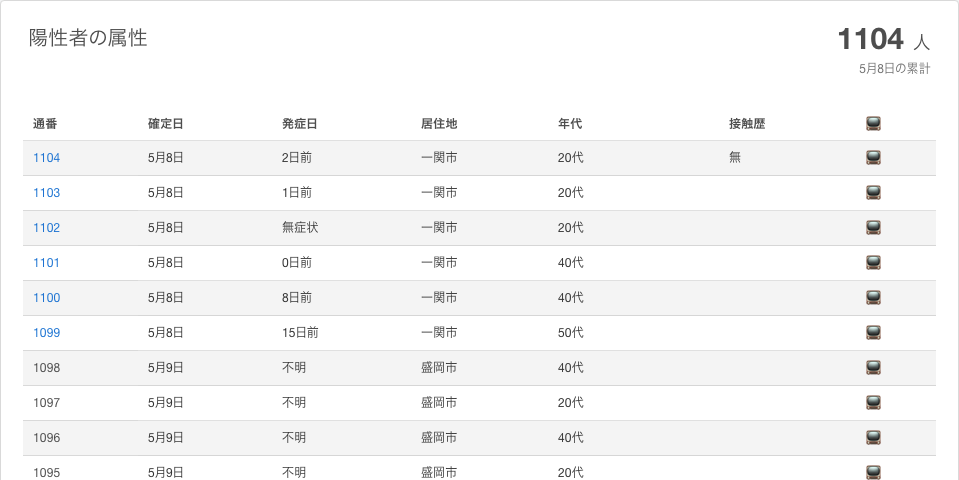 陽性者の属性
1104 人
5月8日の累計
通番 確定日 発症日 居住地 年代 接触歴
1104 5月8日 2日前 一関市 20代 無
1103 5月8日 1日前 一関市 20代
1102 5月8日 無症状 一関市 20代
1101 5月8日 0日前 一関市 40代
1100 5月8日 8日前 一関市 40代
1099 5月8日 15日前 一関市 50代
1098 5月9日 不明 盛岡市 40代
1097 5月9日 不明 盛岡市 20代
1096 5月9日 不明 盛岡市 40代
1095 5月9日 不明 盛岡市 20代